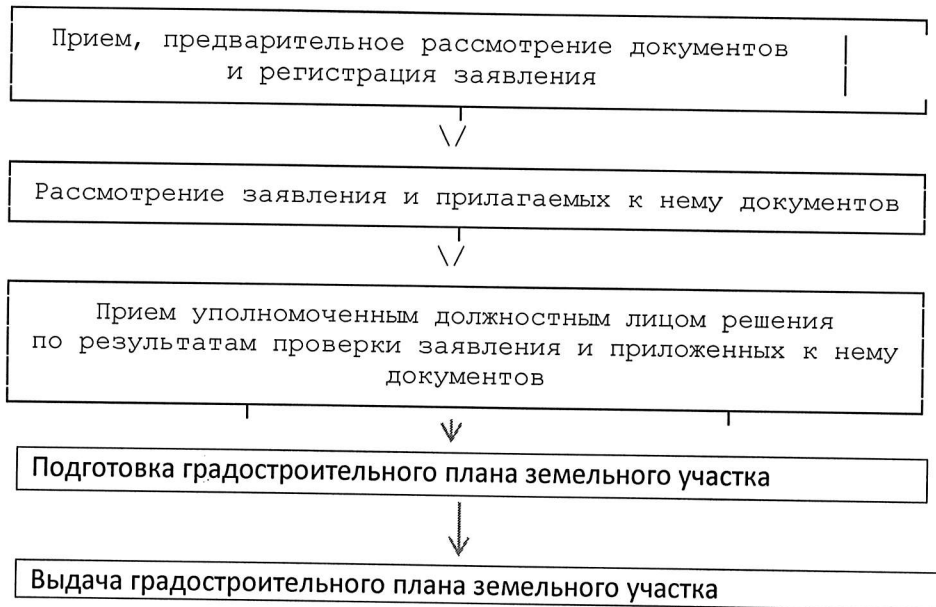 Прием, предварительное рассмотрение документов
и регистрация заявления
Рассмотрение заявления и прилагаемых к нему документов
Прием уполномоченным должностным лицом решения
по результатам проверки заявления и приложенных к нему
документов
Подготовка градостроительного плана земельного участка
Выдача градостроительного плана земельного участка